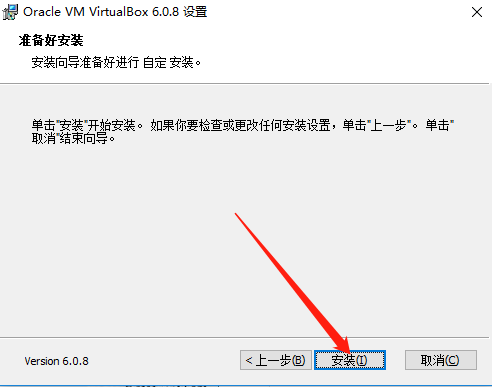 Oracle VM VirtualBox 6.0.8 设置
准备好安装
安装向导准备好进行 自定 安装。
单击"安装"开始安装。 如果你要检查或更改任何安装设置，单击"上一步"。 单击"
取消"结束向导。
Version 6.0.8
< 上一步(B)
安装(I)
取消(C)